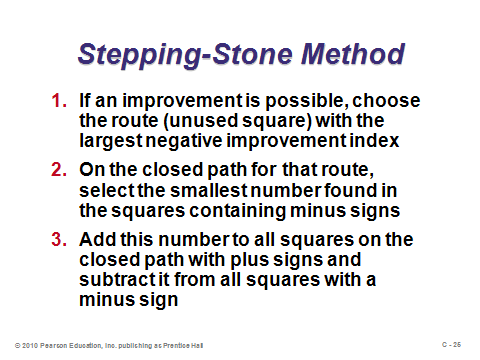 Stepping-Stone Method
1. If an improvement is possible, choose
the route (unused square) with the
largest negative improvement index
2. On the closed path for that route,
select the smallest number found in
the squares containing minus signs
3. Add this number to all squares on the
closed path with plus signs and
subtract it from all squares with a
minus sign
© 2010 Pearson Education, Inc. publishing as Prentice Hall
C - 25